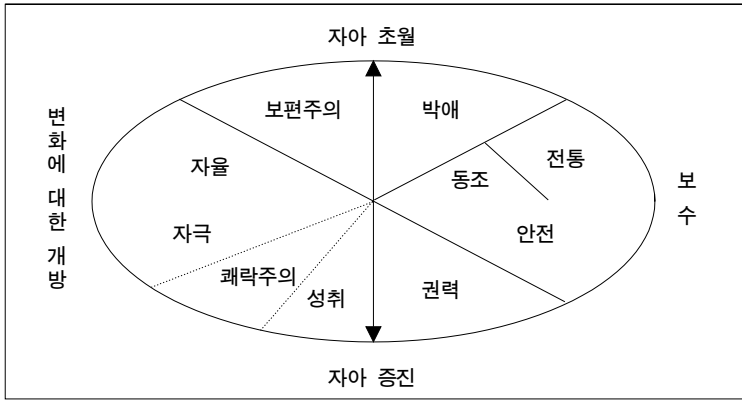 자아 초월
보편주의
박애
변화에 대한 개방
자율
동조
전통
보수
자극
안전
쾌락주의
성취
권력
자아 증진